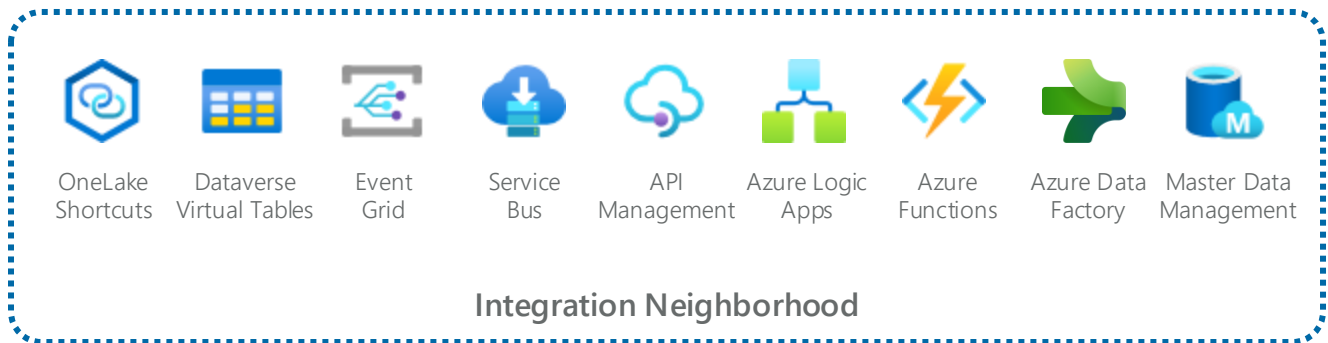 OneLake
Shortcuts
Dataverse
Virtual Tables
Event
Grid
Service
Bus
API
Management
Azure Logic
Apps
Azure
Functions
Azure Data
Factory
M
Master Data
Management
Integration Neighborhood